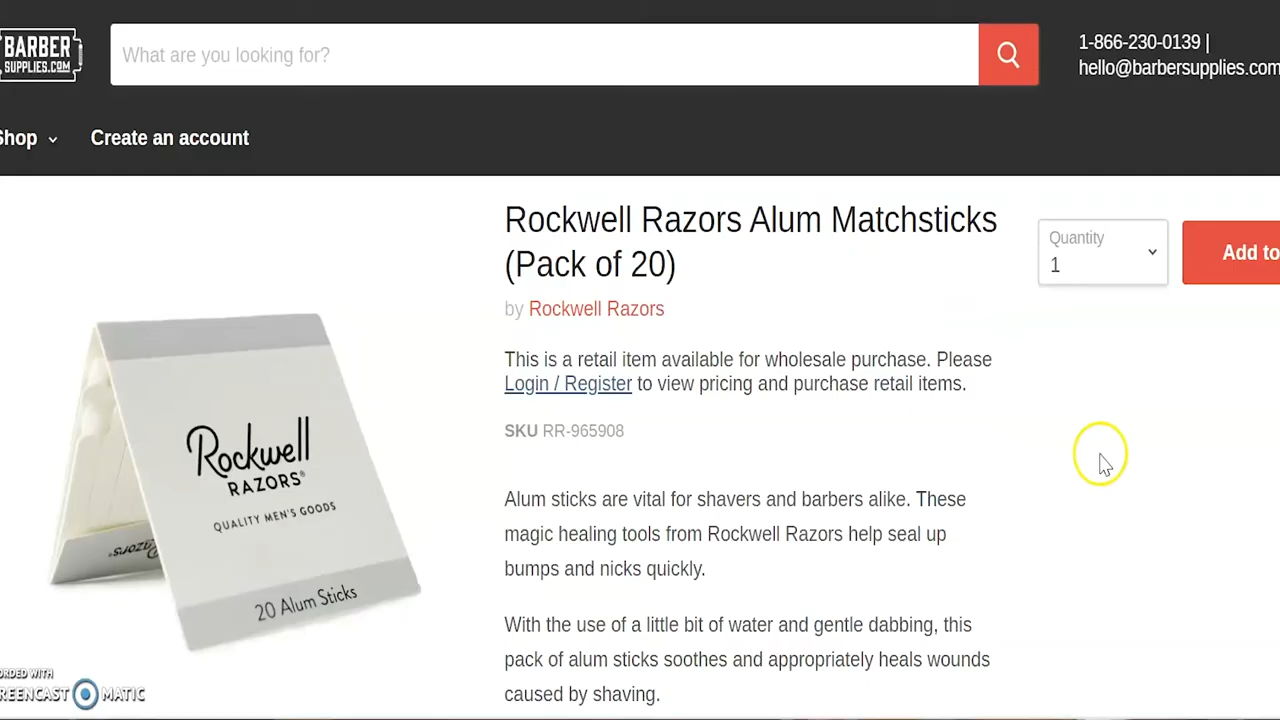 BARBER
SUPPLIES.COM
What are you looking for?
1-866-230-0139 |
hello@barbersupplies.com
Shop
Create an account
Rockwell Razors Alum Matchsticks
(Pack of 20)
Quantity
1
Add to
by Rockwell Razors
This is a retail item available for wholesale purchase. Please
Login / Register to view pricing and purchase retail items.
SKU RR-965908
Rockwell
RAZORS®
QUALITY MEN'S GOODS
20 Alum Sticks
Alum sticks are vital for shavers and barbers alike. These
magic healing tools from Rockwell Razors help seal up
bumps and nicks quickly.
With the use of a little bit of water and gentle dabbing, this
pack of alum sticks soothes and appropriately heals wounds
caused by shaving.
ORDED WITH
REENCAST MATIC